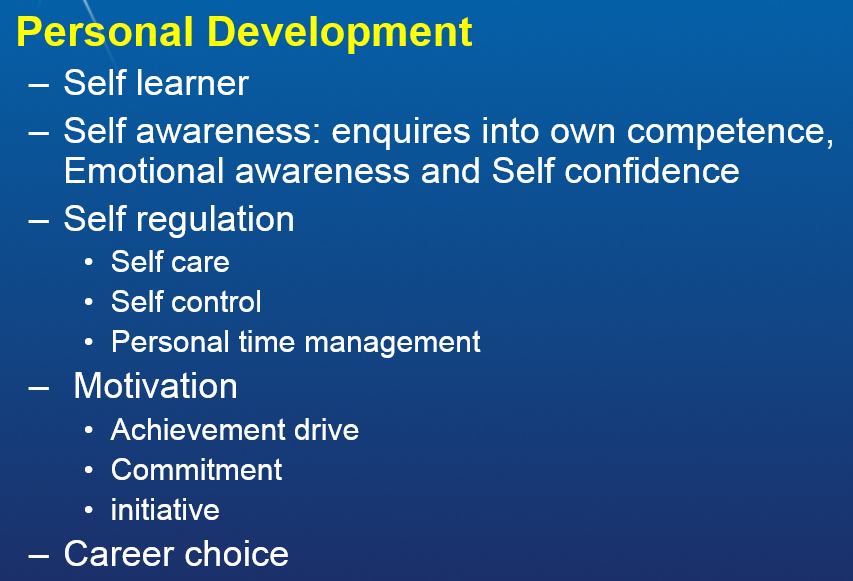 Personal Development
– Self learner
– Self awareness: enquires into own competence,
Emotional awareness and Self confidence
– Self regulation
• Self care
• Self control
• Personal time management
– Motivation
• Achievement drive
• Commitment
• initiative
– Career choice